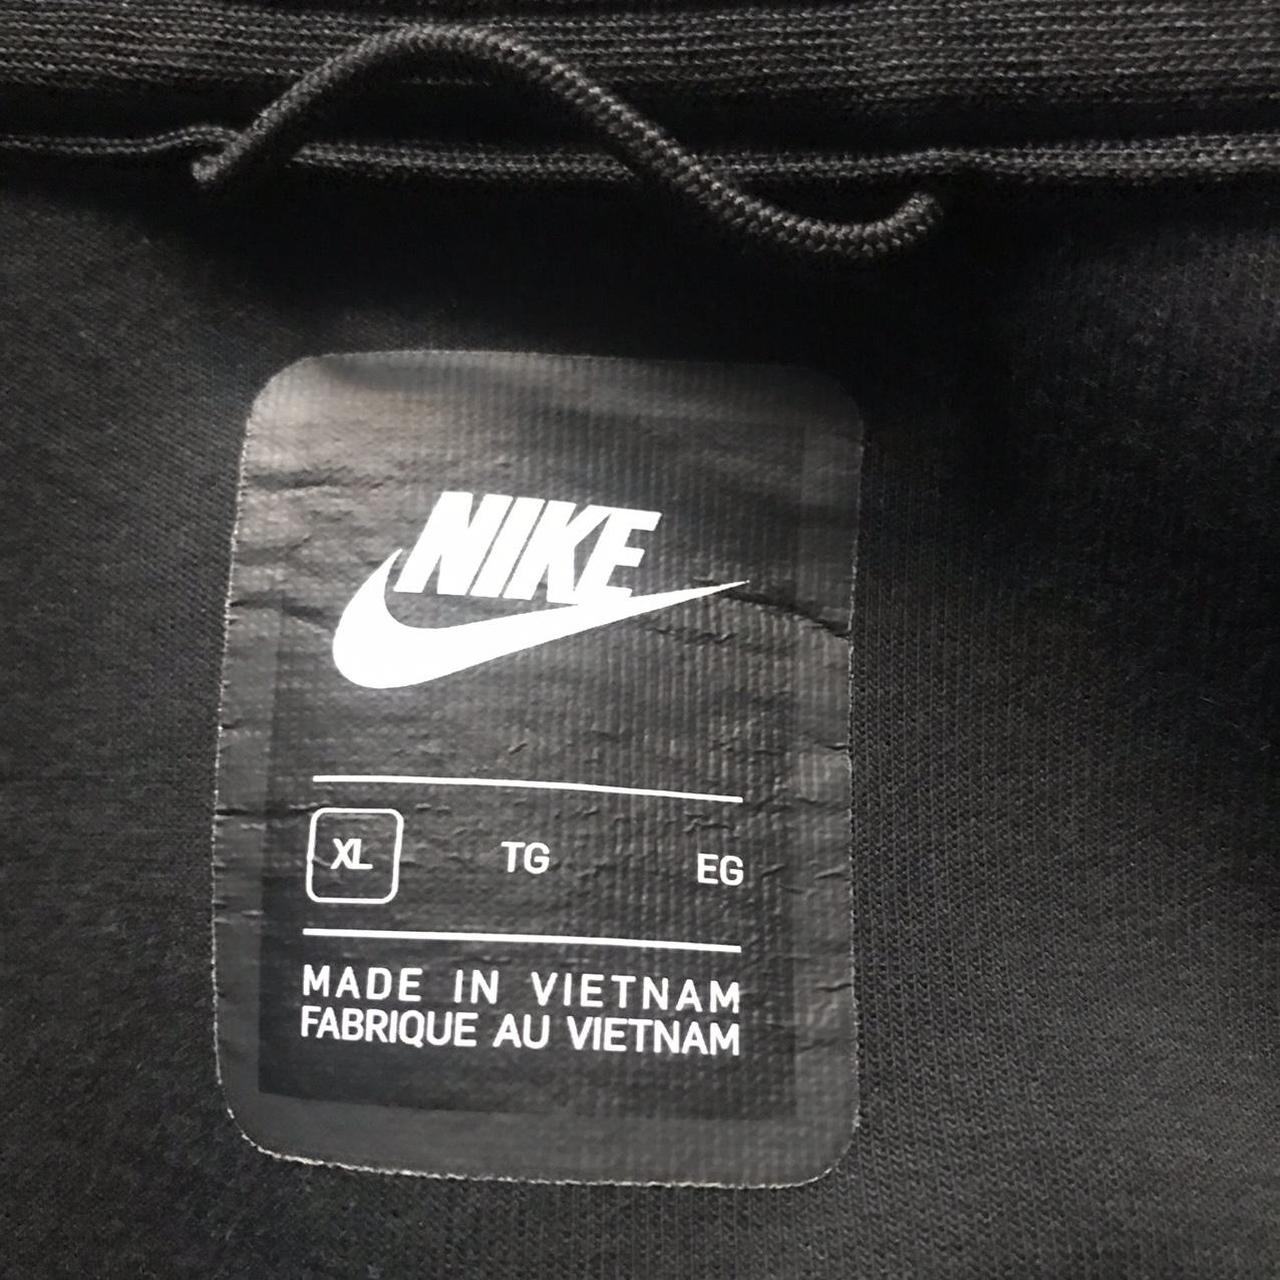 NIKE
XL TG EG
MADE IN VIETNAM
FABRIQUE AU VIETNAM